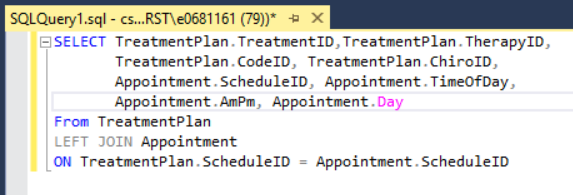 SQLQuery1.sql - cs...RST\e0681161 (79))*
SELECT TreatmentPlan.TreatmentID,TreatmentPlan.TherapyID,
TreatmentPlan.CodeID, TreatmentPlan.ChiroID,
Appointment.ScheduleID, Appointment.TimeOfDay,
Appointment.AmPm, Appointment.Day
From TreatmentPlan
LEFT JOIN Appointment
ON TreatmentPlan.ScheduleID = Appointment.ScheduleID